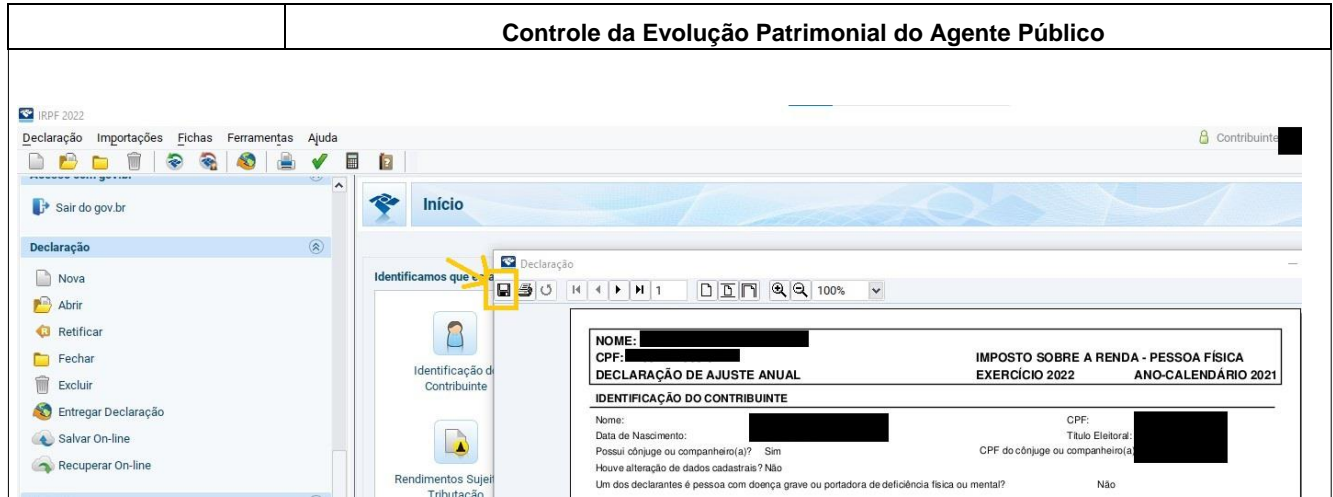 Controle da Evolução Patrimonial do Agente Público
IRPF 2022
Declaração Importações Fichas Ferramentas Ajuda
Contribuinte
Sair do gov.br
Início
Declaração
Nova
Abrir
Retificar
Fechar
Excluir
Entregar Declaração
Salvar On-line
Recuperar On-line
Identificamos que
Identificação d
Contribuinte
Rendimentos Sujei
Tributação
Declaração
1 100%
NOME:
CPF: IMPOSTO SOBRE A RENDA - PESSOA FÍSICA
DECLARAÇÃO DE AJUSTE ANUAL EXERCÍCIO 2022 ANO-CALENDÁRIO 2021
IDENTIFICAÇÃO DO CONTRIBUINTE
Nome: CPF:
Data de Nascimento: Título Eleitoral:
Possui cônjuge ou companheiro(a)? Sim CPF do cônjuge ou companheiro(a
Houve alteração de dados cadastrais? Não
Um dos declarantes é pessoa com doença grave ou portadora de deficiência física ou mental? Não